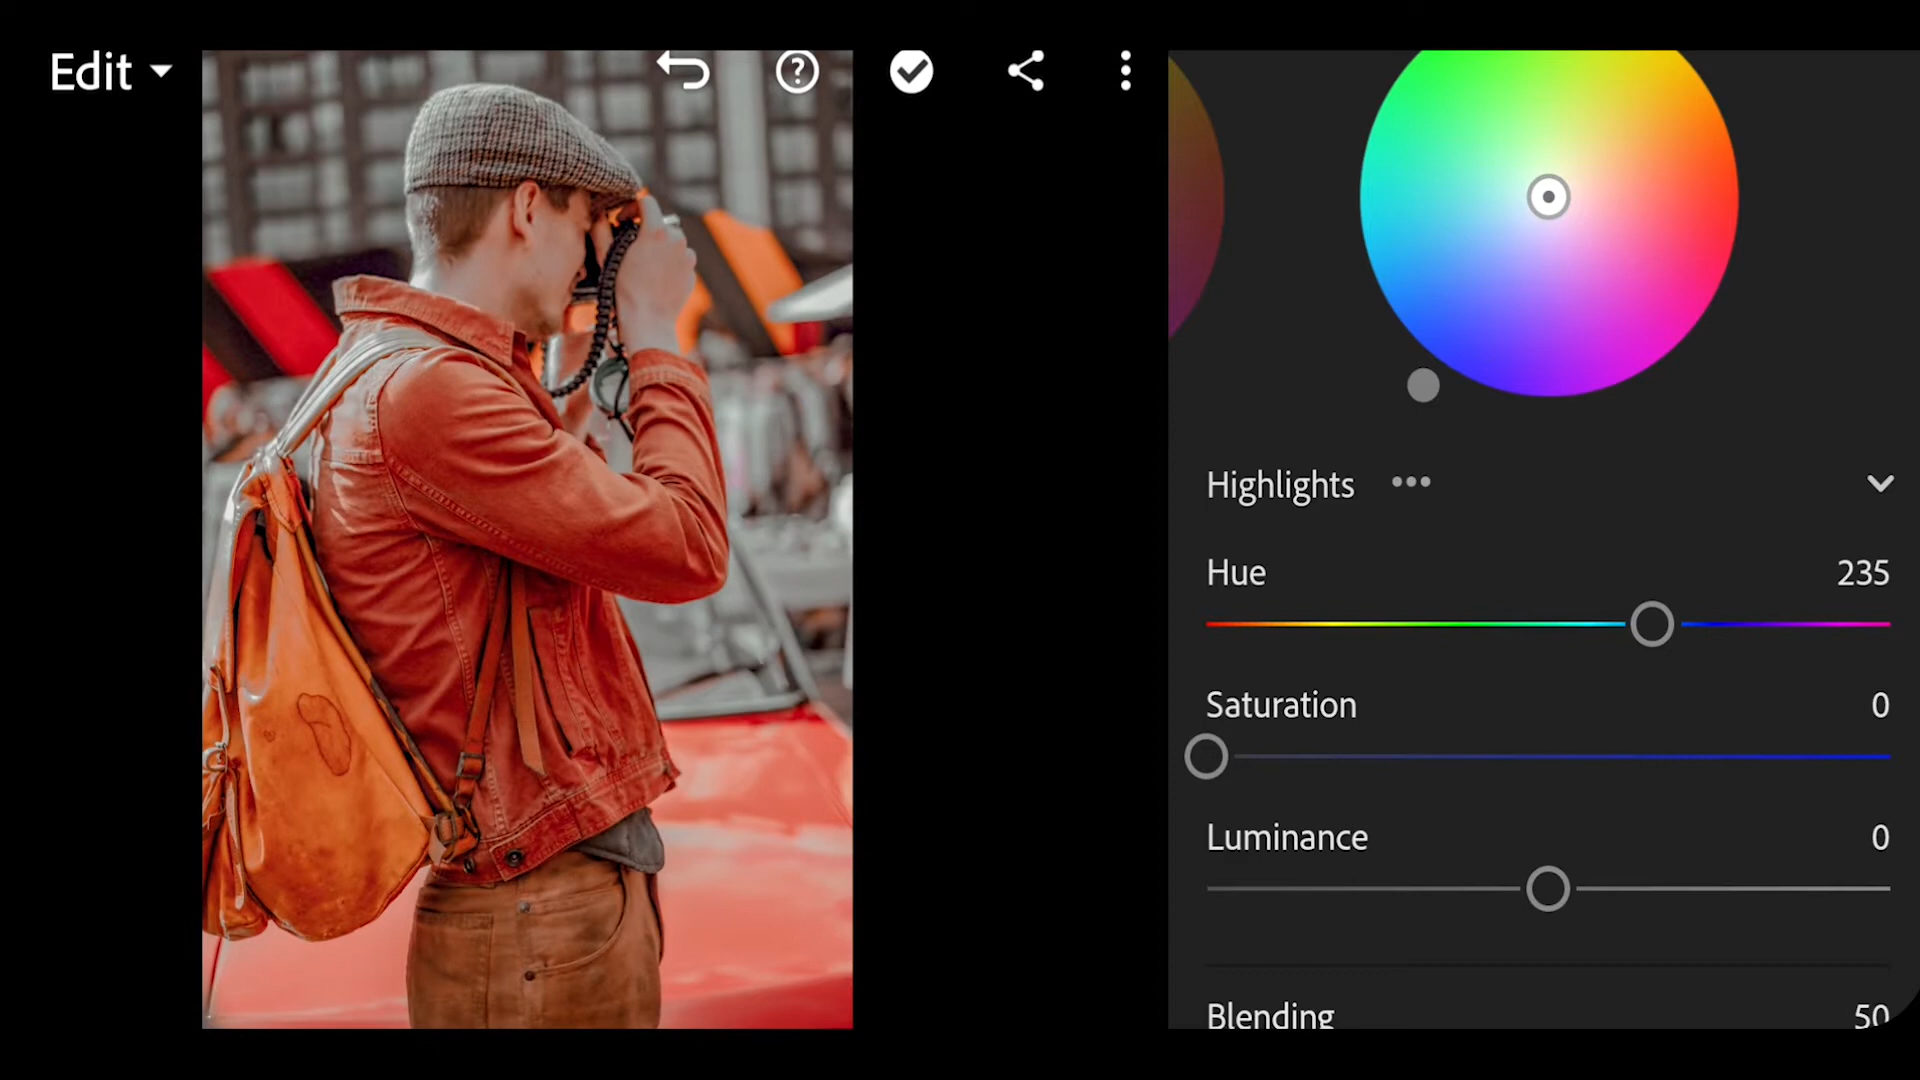 Edit
Highlights
Hue 235
Saturation 0
Luminance 0
Blending 50